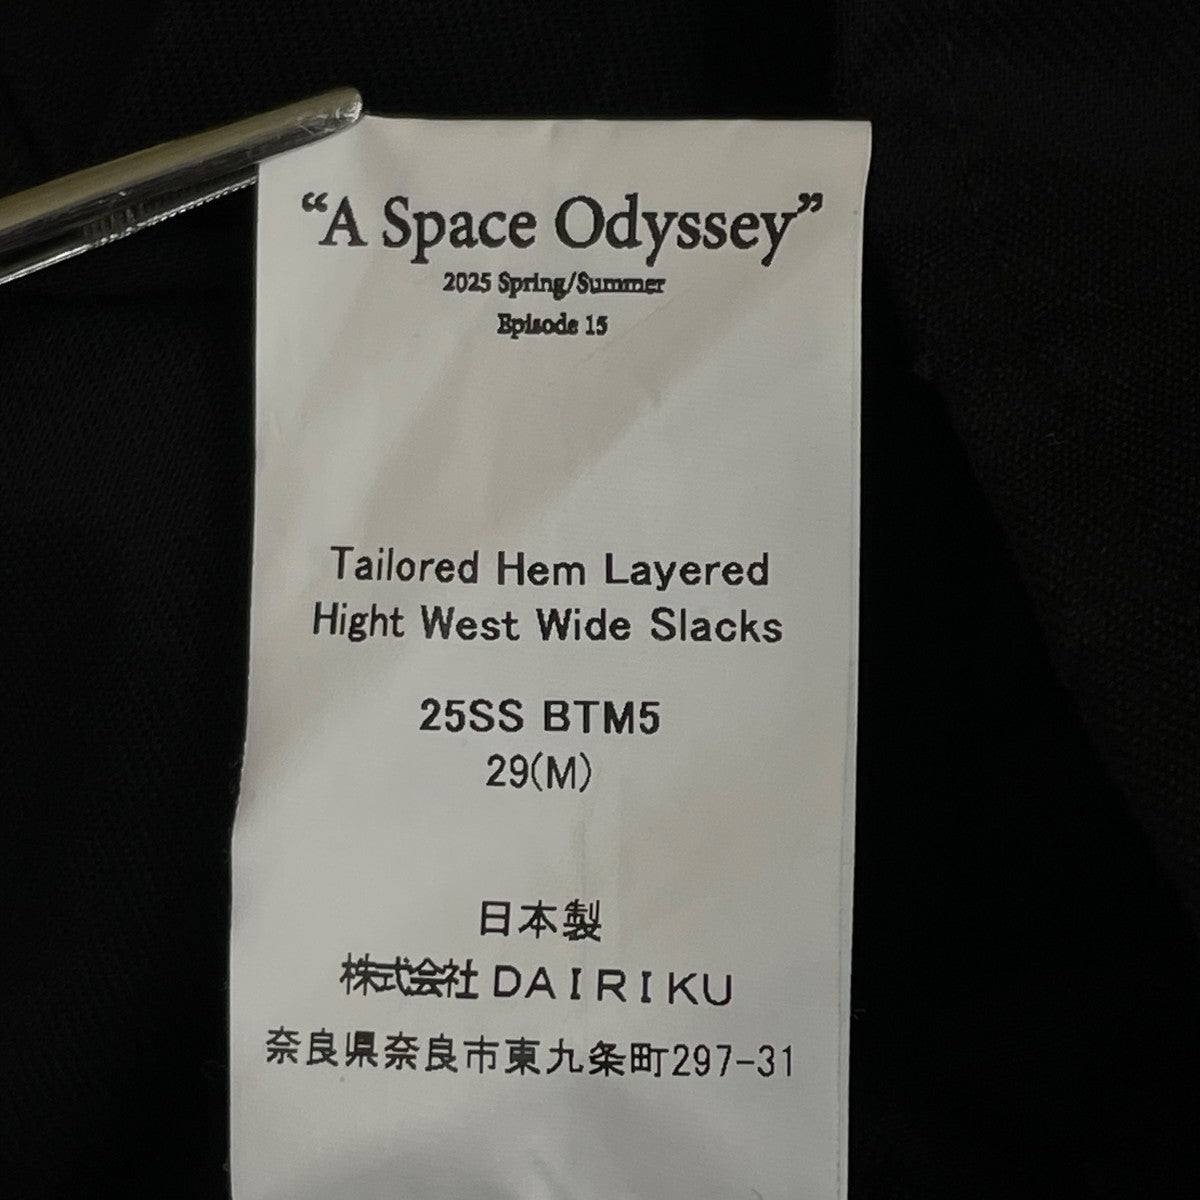 “A Space Odyssey”
2025 Spring/Summer
Episode 15
Tailored Hem Layered
Hight West Wide Slacks
25SS BTM5
29(M)
日本製
株式会社DAIRIKU
奈良県奈良市東九条町297-31